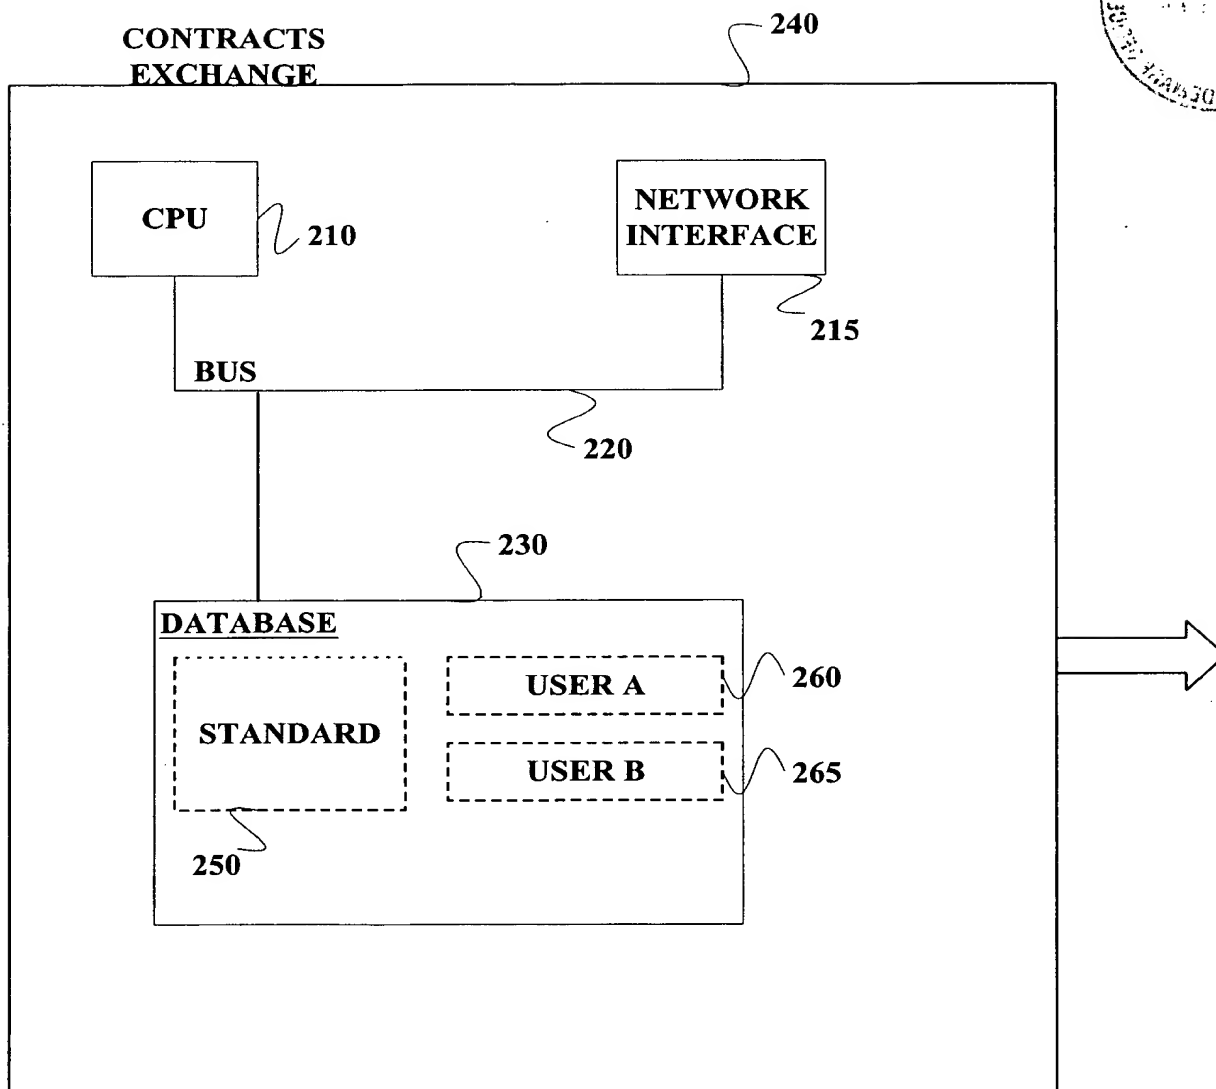 240
CONTRACTS
EXCHANGE
CPU
210
NETWORK
INTERFACE
215
BUS
220
230
DATABASE
STANDARD
USER A
260
USER B
265
250